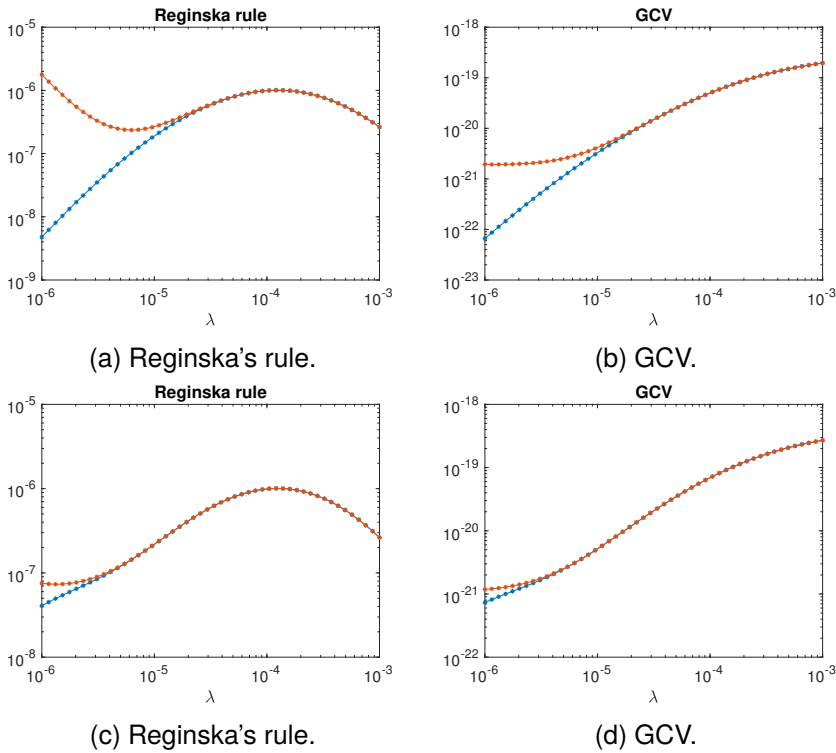 Reginska rule
10^-5
10^-6
10^-7
10^-8
10^-9
10^-6 10^-5 10^-4 10^-3
λ
(a) Reginska's rule.
GCV
10^-18
10^-19
10^-20
10^-21
10^-22
10^-23
10^-6 10^-5 10^-4 10^-3
λ
(b) GCV.
Reginska rule
10^-5
10^-6
10^-7
10^-8
10^-6 10^-5 10^-4 10^-3
λ
(c) Reginska's rule.
GCV
10^-18
10^-19
10^-20
10^-21
10^-22
10^-6 10^-5 10^-4 10^-3
λ
(d) GCV.